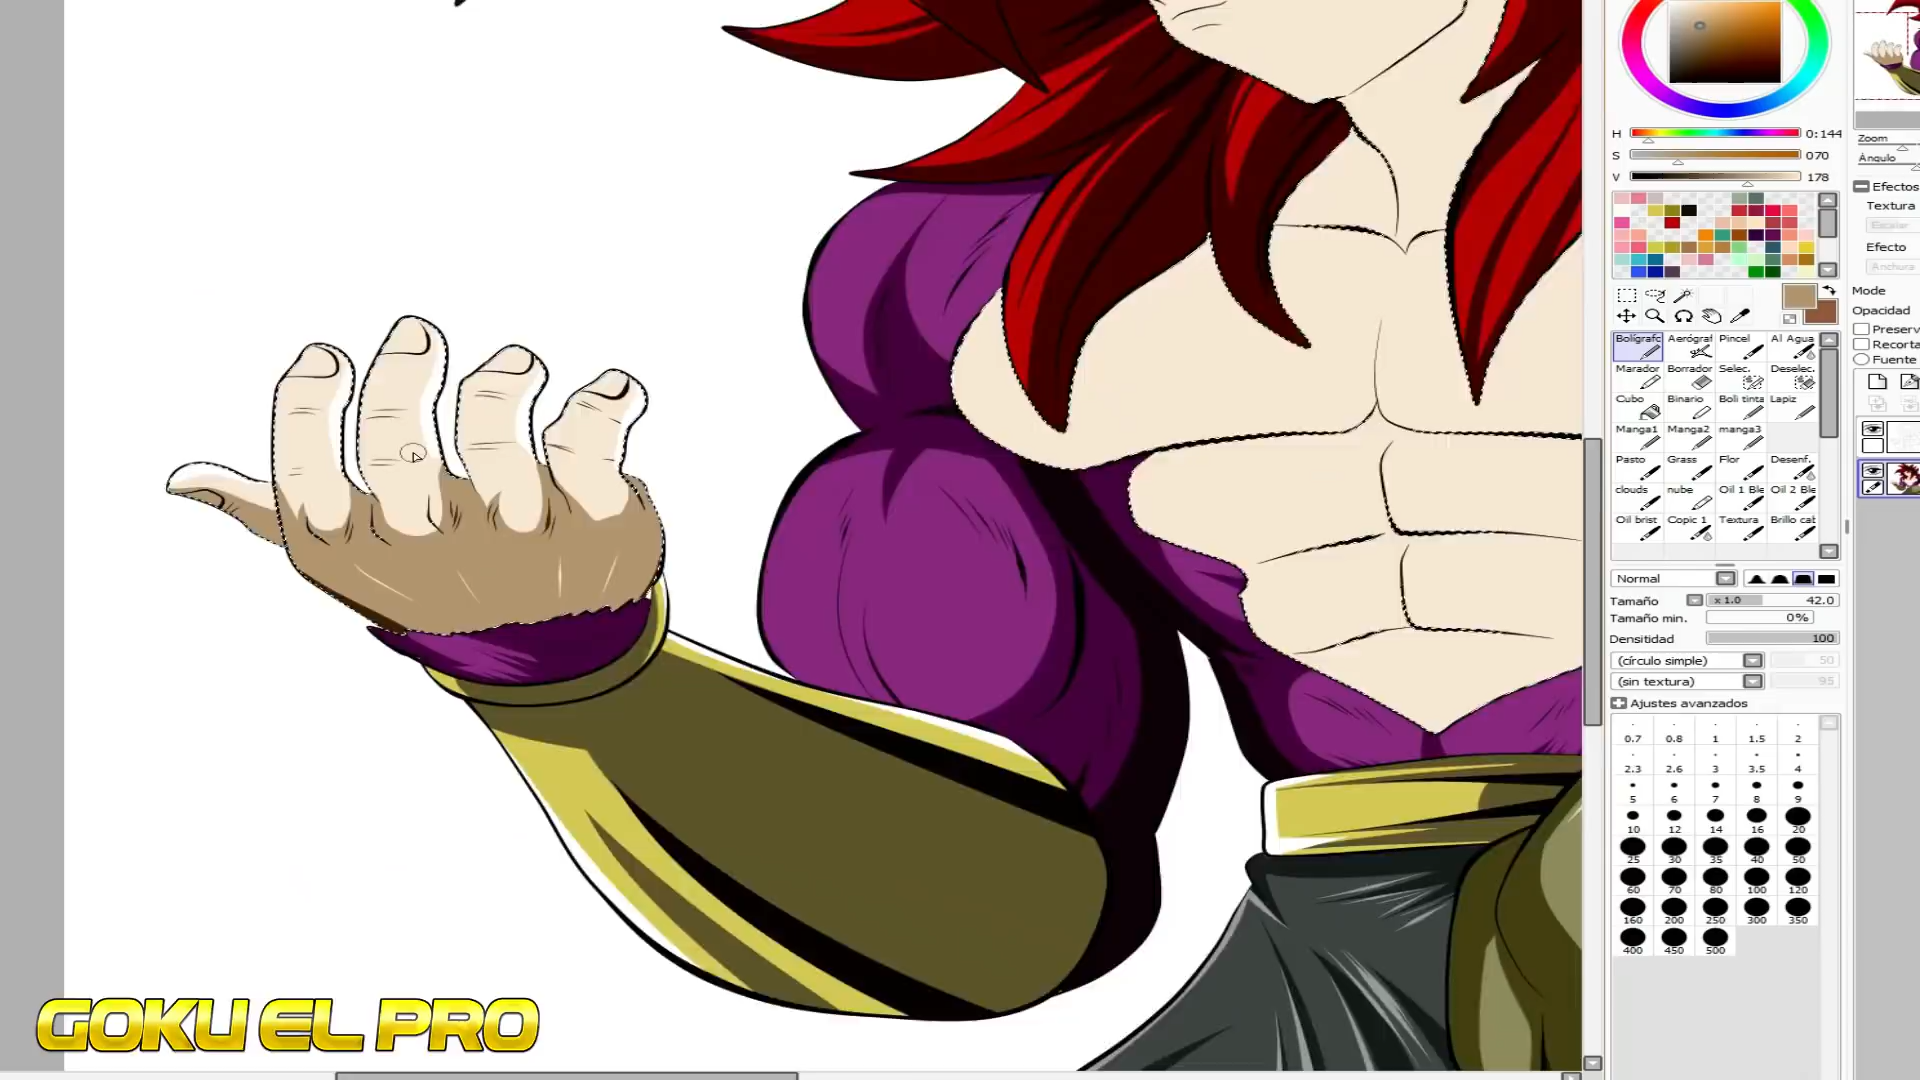 H 0:144
S 070
V 178
Bolígrafo Aerógraf Pincel Al Agua
Marador Borrador Selec. Deselec.
Cubo Binario Boli tinta Lapiz
Manga1 Manga2 manga3
Pasto Grass Flor Desenf.
clouds nube Oil 1 Ble Oil 2 Ble
Oil brist Copic 1 Textura Brillo cat
Normal
Tamaño x 1.0 42.0
Tamaño min. 0%
Densidad 100
(círculo simple) 50
(sin textura) 95
Ajustes avanzados
0.7 0.8 1 1.5 2
2.3 2.6 3 3.5 4
5 6 7 8 9
10 12 14 16 20
25 30 35 40 50
60 70 80 100 120
160 200 250 300 350
400 450 500
Zoom
Ángulo
Efectos
Textura
Escalar
Efecto
Anchura
Mode
Opacidad
Preserv
Recorta
Fuente
GOKU EL PRO